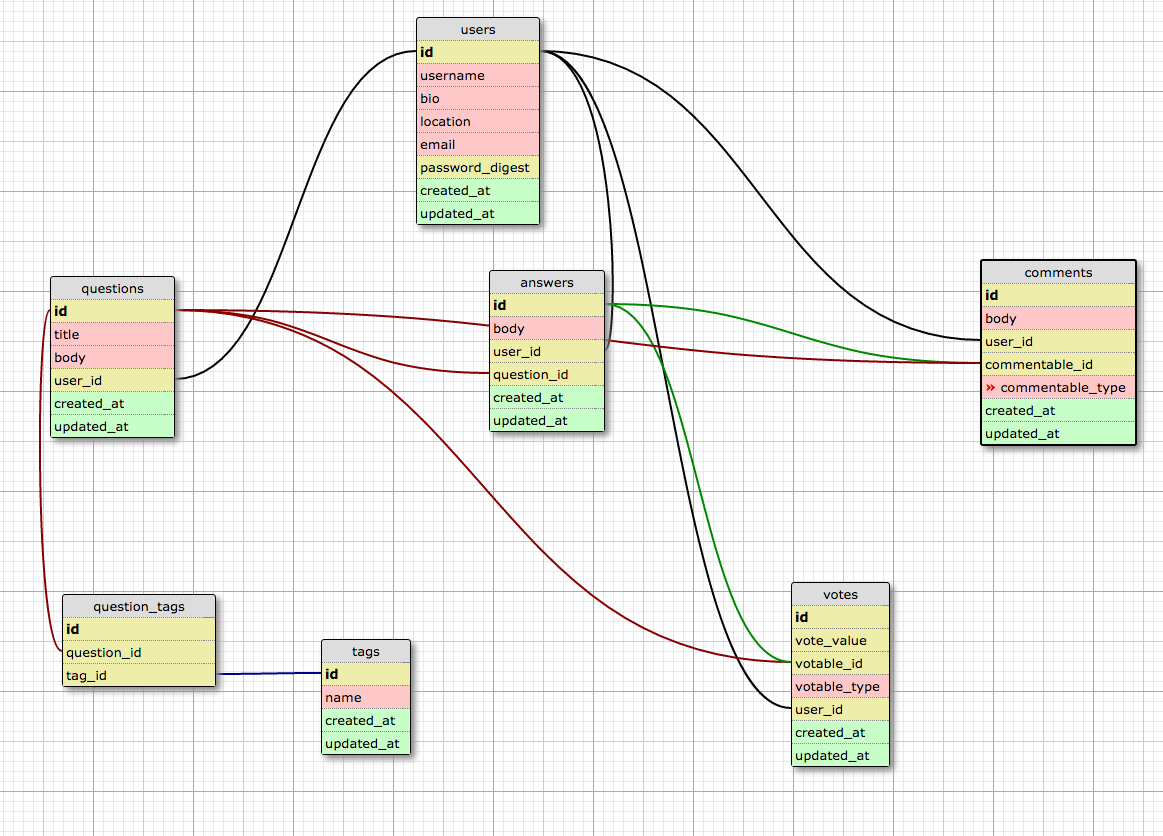 users
id
username
bio
location
email
password_digest
created_at
updated_at
questions
id
title
body
user_id
created_at
updated_at
answers
id
body
user_id
question_id
created_at
updated_at
comments
id
body
user_id
commentable_id
» commentable_type
created_at
updated_at
question_tags
id
question_id
tag_id
tags
id
name
created_at
updated_at
votes
id
vote_value
votable_id
votable_type
user_id
created_at
updated_at